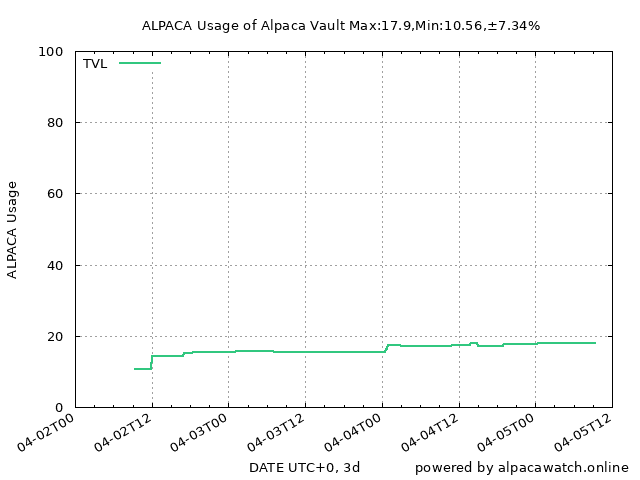 ALPACA Usage of Alpaca Vault Max:17.9,Min:10.56,±7.34%
100
TVL
80
60
40
20
0
ALPACA Usage
04-02T00 04-02T12 04-03T00 04-03T12 04-04T00 04-04T12 04-05T00 04-05T12
DATE UTC+0, 3d powered by alpacawatch.online